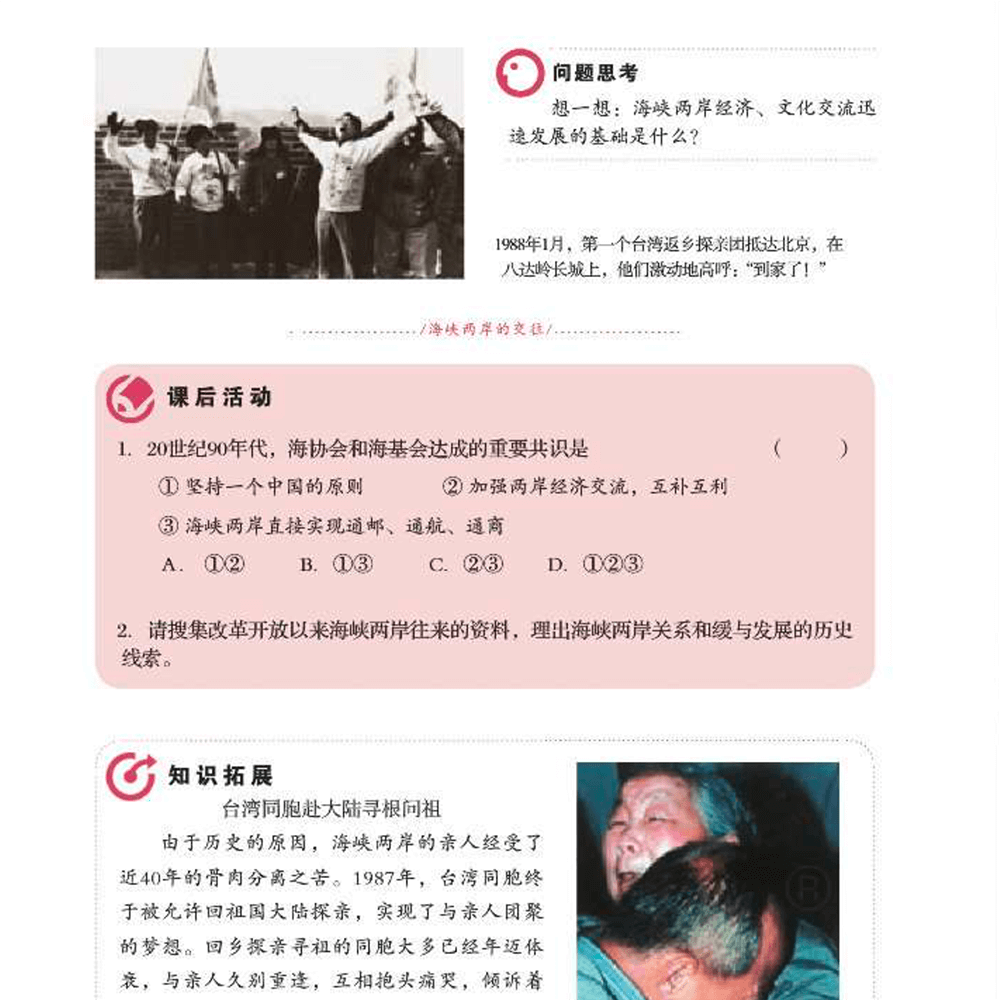 问题思考
想一想：海峡两岸经济、文化交流迅
速发展的基础是什么？
1988年1月，第一个台湾返乡探亲团抵达北京，在
八达岭长城上，他们激动地高呼：“到家了！”
/海峡两岸的交往/
课后活动
1. 20世纪90年代，海协会和海基会达成的重要共识是 （ ）
① 坚持一个中国的原则 ② 加强两岸经济交流，互补互利
③ 海峡两岸直接实现通邮、通航、通商
A. ①② B. ①③ C. ②③ D. ①②③
2. 请搜集改革开放以来海峡两岸往来的资料，理出海峡两岸关系和缓与发展的历史
线索。
知识拓展
台湾同胞赴大陆寻根问祖
由于历史的原因，海峡两岸的亲人经受了
近40年的骨肉分离之苦。1987年，台湾同胞终
于被允许回祖国大陆探亲，实现了与亲人团聚
的梦想。回乡探亲寻祖的同胞大多已经年迈体
衰，与亲人久别重逢，互相抱头痛哭，倾诉着
®